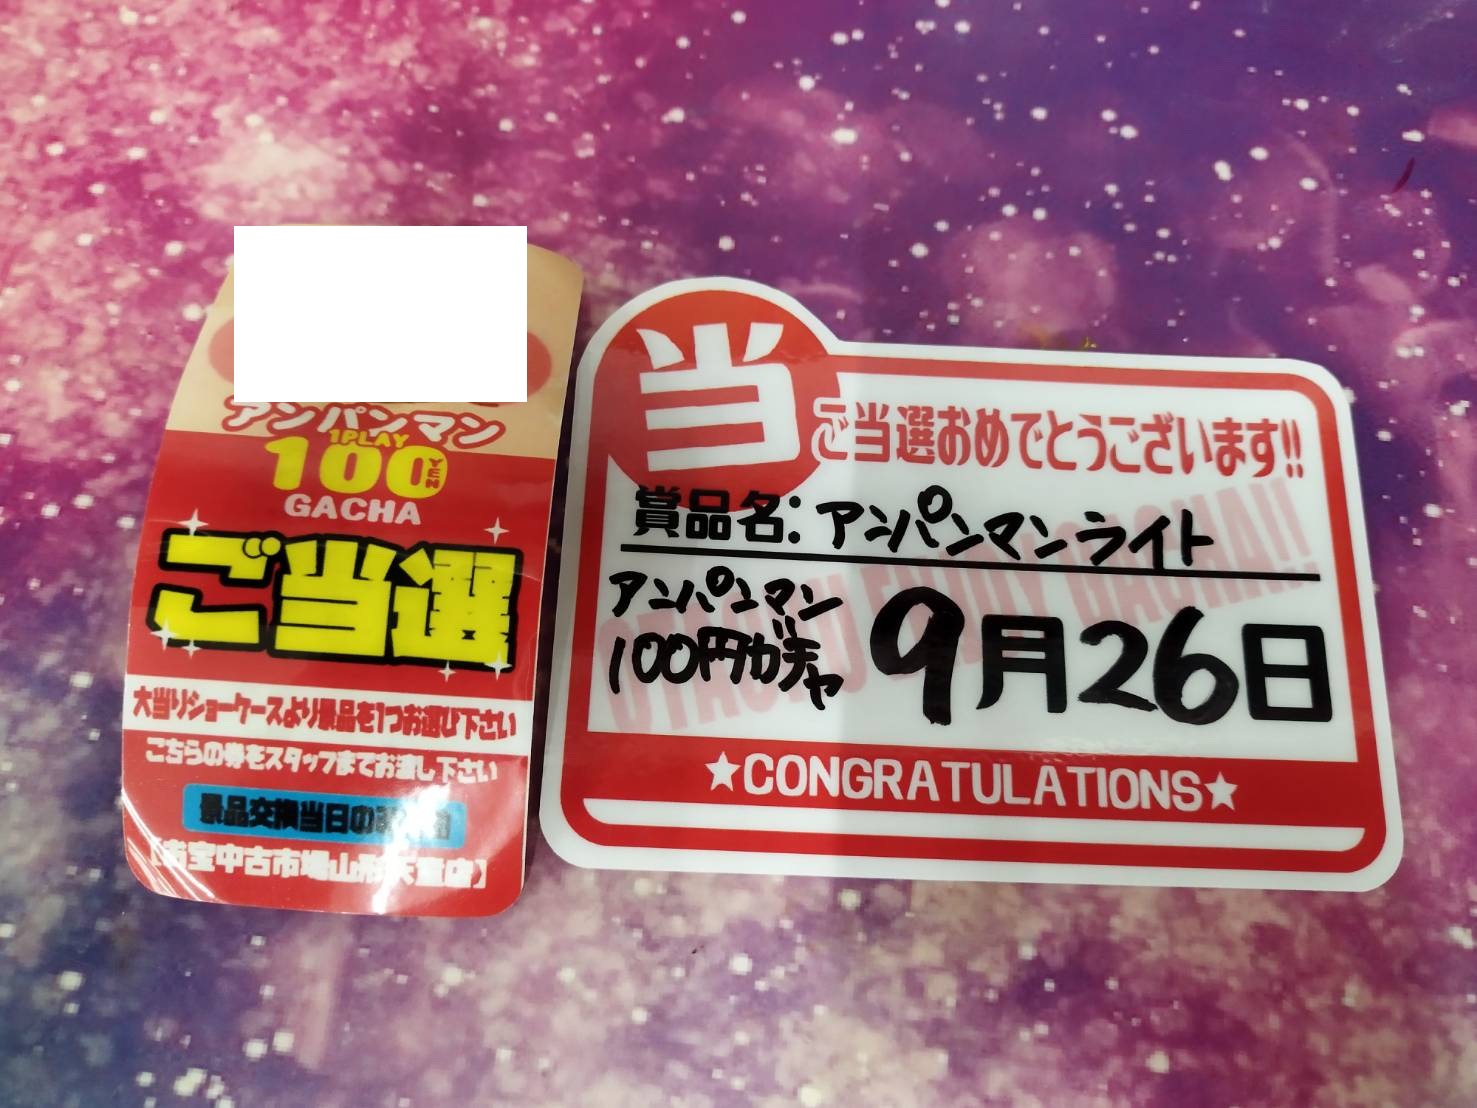 アンパンマン
1PLAY
100YEN
GACHA
ご当選
大当りショーケースより景品を1つお選び下さい
こちらの券をスタッフまでお渡し下さい
景品交換当日の
【お宝中古市場山形天童店】
当
ご当選おめでとうございます!!
賞品名:アンパンマンライト
アンパンマン
100円ガチャ
9月26日
★CONGRATULATIONS★